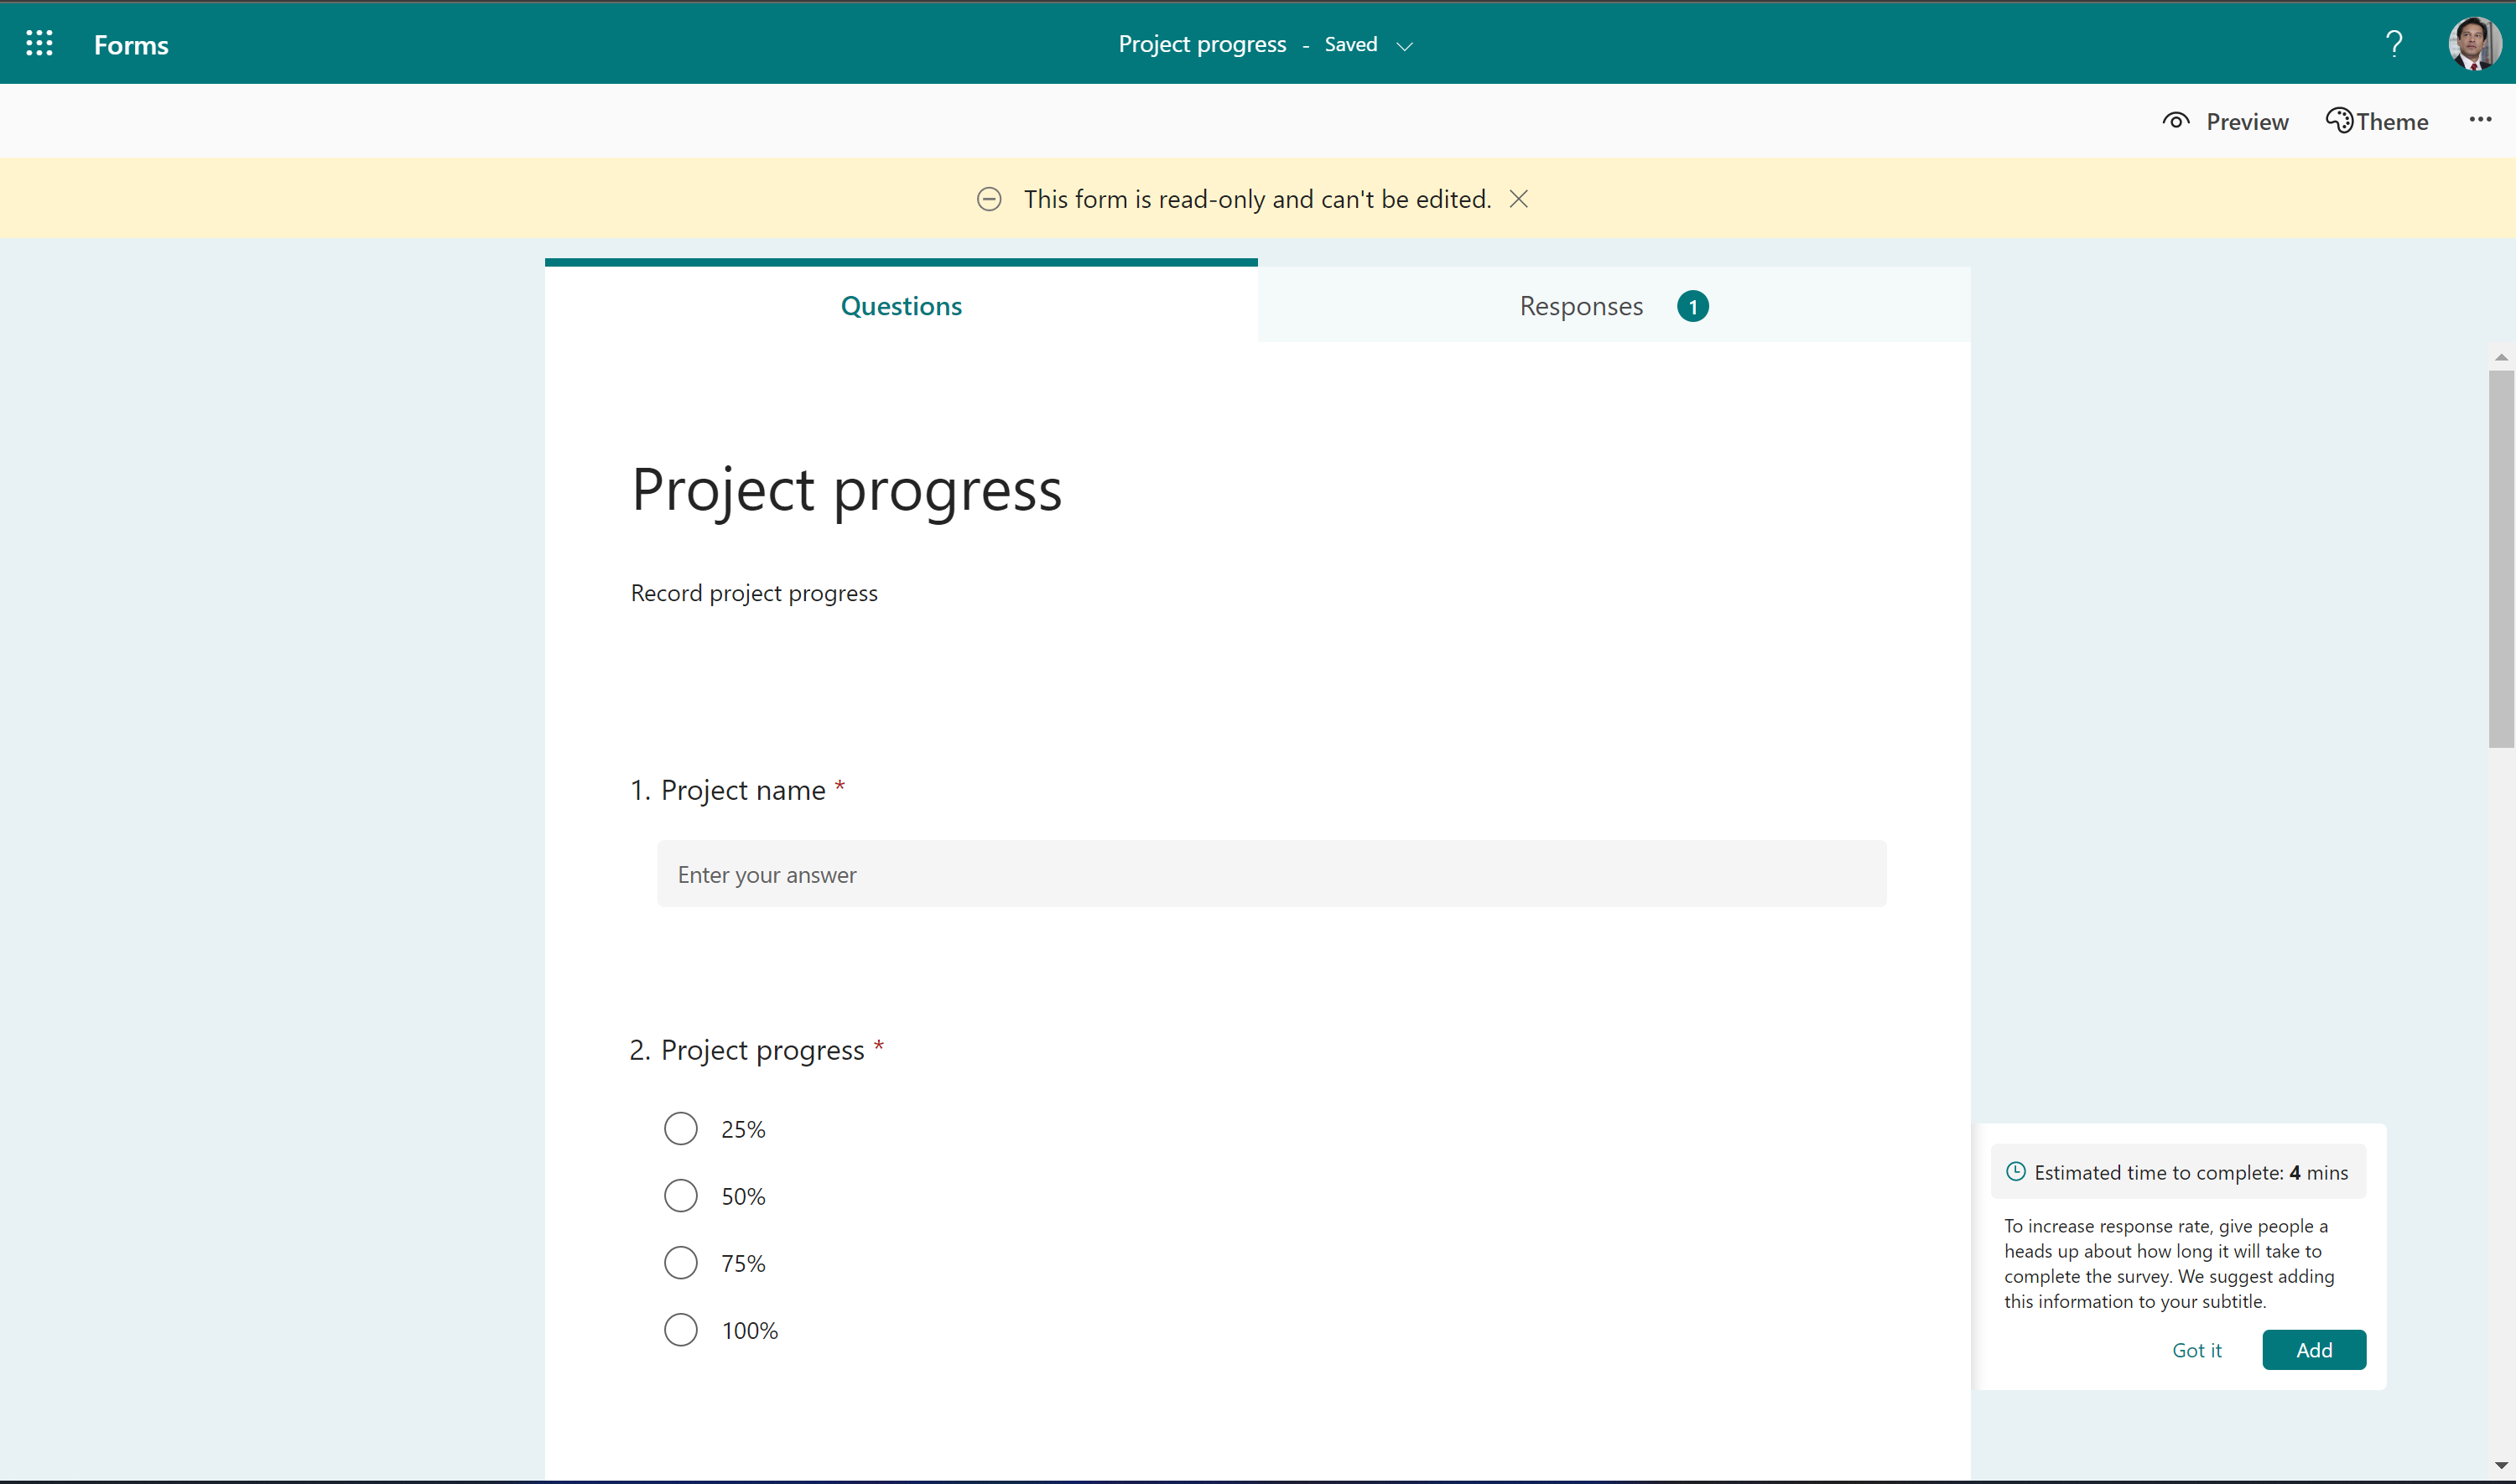 Forms
Project progress - Saved
?
Preview
Theme
This form is read-only and can't be edited.
Questions
Responses 1
Project progress
Record project progress
1. Project name *
Enter your answer
2. Project progress *
25%
50%
75%
100%
Estimated time to complete: 4 mins
To increase response rate, give people a
heads up about how long it will take to
complete the survey. We suggest adding
this information to your subtitle.
Got it
Add